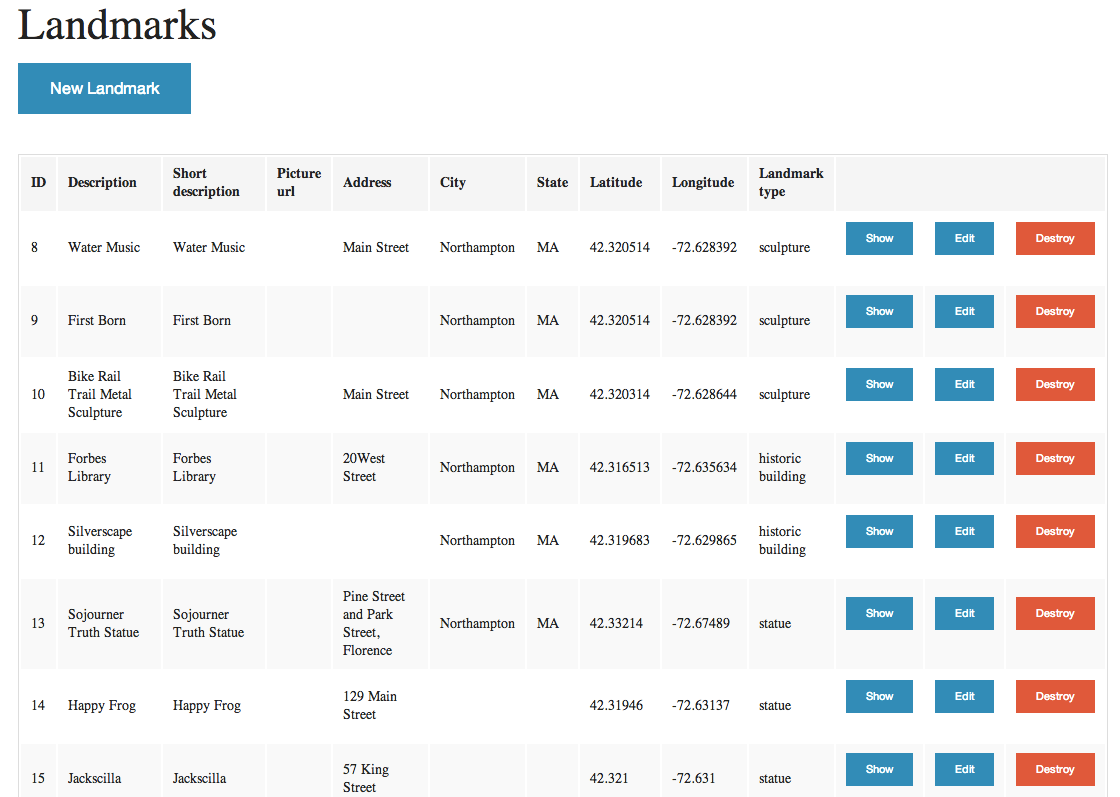 Landmarks
New Landmark
ID Description Short description Picture url Address City State Latitude Longitude Landmark type
8 Water Music Water Music Main Street Northampton MA 42.320514 -72.628392 sculpture Show Edit Destroy
9 First Born First Born Northampton MA 42.320514 -72.628392 sculpture Show Edit Destroy
10 Bike Rail Trail Metal Sculpture Bike Rail Trail Metal Sculpture Main Street Northampton MA 42.320314 -72.628644 sculpture Show Edit Destroy
11 Forbes Library Forbes Library 20West Street Northampton MA 42.316513 -72.635634 historic building Show Edit Destroy
12 Silverscape building Silverscape building Northampton MA 42.319683 -72.629865 historic building Show Edit Destroy
13 Sojourner Truth Statue Sojourner Truth Statue Pine Street and Park Street, Florence Northampton MA 42.33214 -72.67489 statue Show Edit Destroy
14 Happy Frog Happy Frog 129 Main Street 42.31946 -72.63137 statue Show Edit Destroy
15 Jackscilla Jackscilla 57 King Street 42.321 -72.631 statue Show Edit Destroy